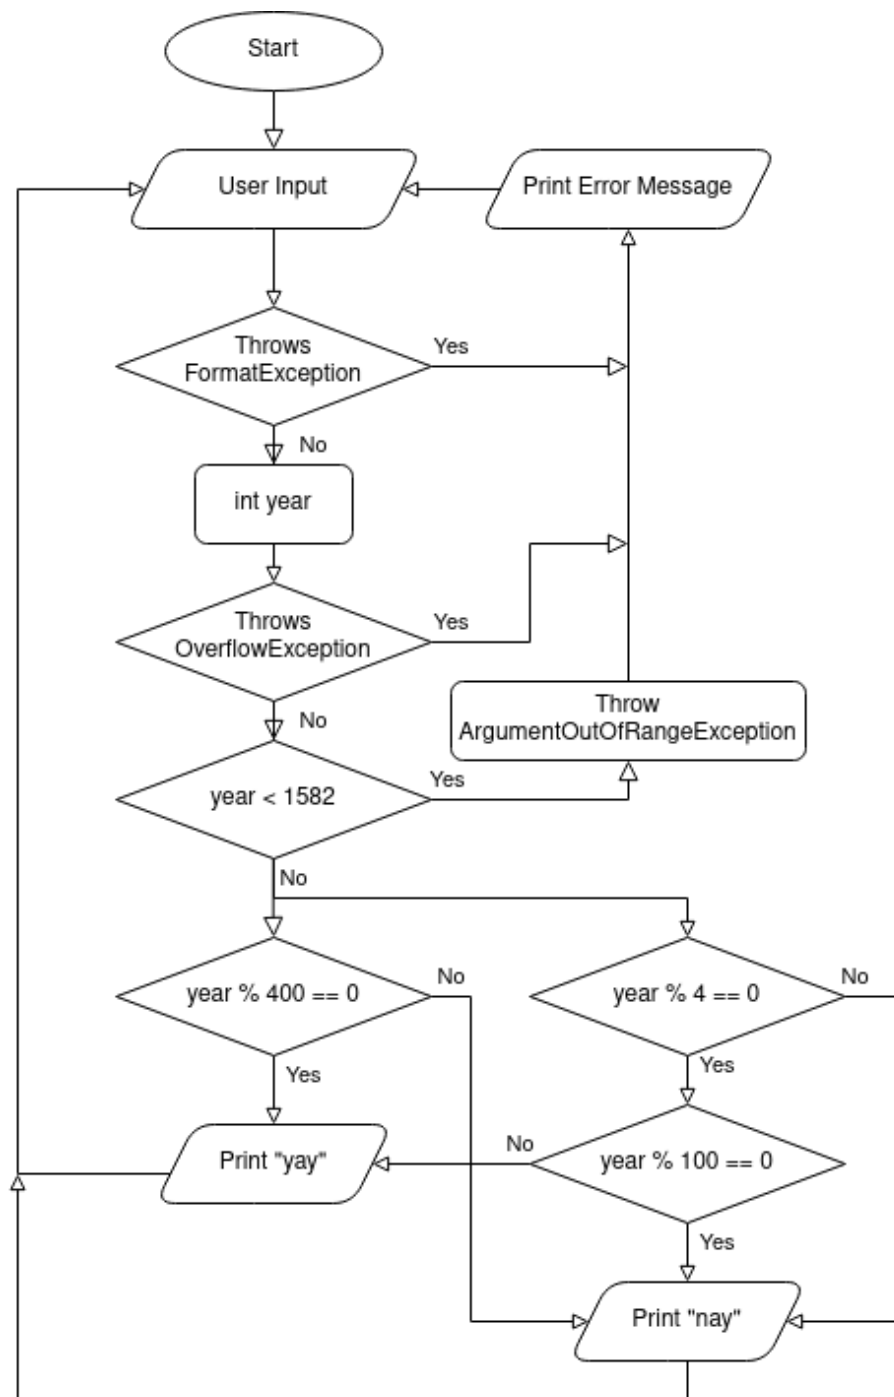 Start
User Input
Print Error Message
Throws
FormatException
Yes
No
int year
Throws
OverflowException
Yes
No
Throw
ArgumentOutOfRangeException
year < 1582
Yes
No
year % 400 == 0
No
year % 4 == 0
No
Yes
Yes
Print "yay"
No
year % 100 == 0
Yes
Print "nay"